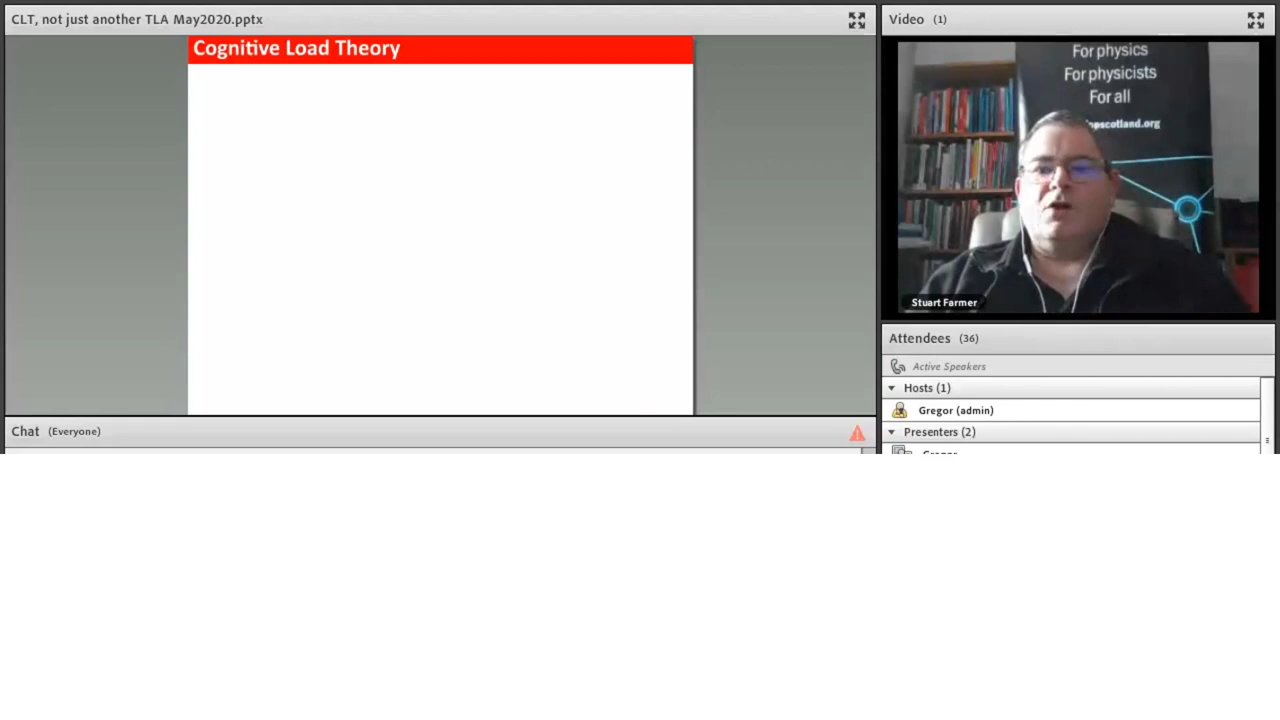 CLT, not just another TLA May2020.pptx
Cognitive Load Theory
Video (1)
For physics
For physicists
For all
Stuart Farmer
Attendees (36)
Active Speakers
Hosts (1)
Gregor (admin)
Presenters (2)
Gregor
Chat (Everyone)